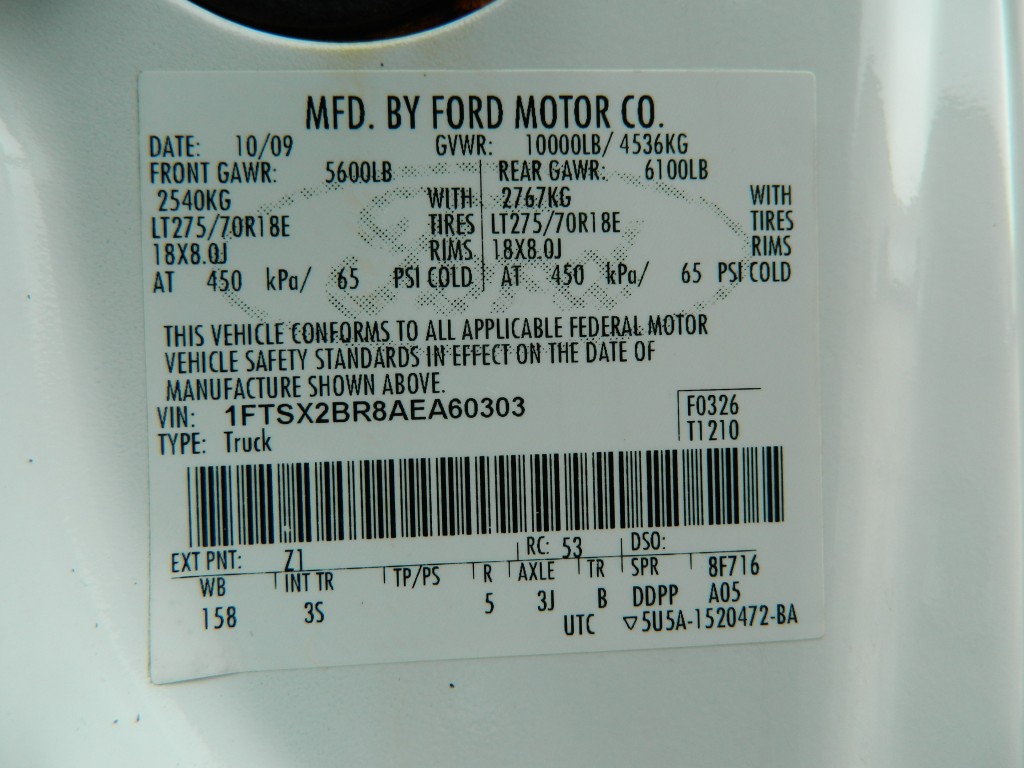 MFD. BY FORD MOTOR CO.
DATE: 10/09 GVWR: 10000LB/ 4536KG
FRONT GAWR: 5600LB REAR GAWR: 6100LB
2540KG WITH 2767KG WITH
LT275/70R18E TIRES LT275/70R18E TIRES
18X8.0J RIMS 18X8.0J RIMS
AT 450 kPa/ 65 PSI COLD AT 450 kPa/ 65 PSI COLD
Ford
THIS VEHICLE CONFORMS TO ALL APPLICABLE FEDERAL MOTOR
VEHICLE SAFETY STANDARDS IN EFFECT ON THE DATE OF
MANUFACTURE SHOWN ABOVE.
VIN: 1FTSX2BR8AEA60303 F0326
TYPE: Truck T1210
EXT PNT: Z1 RC: 53 DSO:
WB INT TR TP/PS R AXLE TR SPR 8F716
158 3S 5 3J B DDPP A05
UTC ▽5U5A-1520472-BA